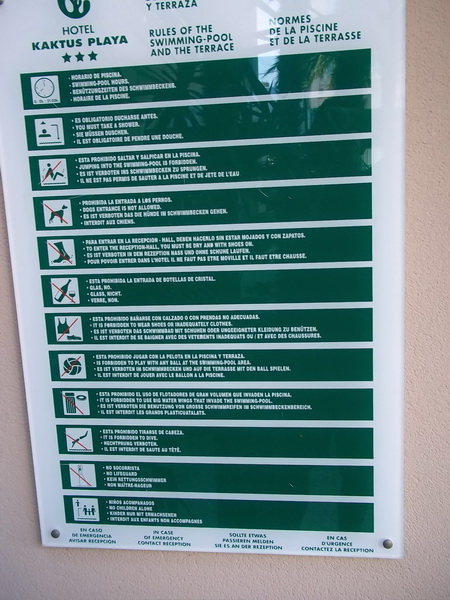 Y TERRAZA
HOTEL
KAKTUS PLAYA
RULES OF THE
SWIMMING-POOL
AND THE TERRACE
NORMES
DE LA PISCINE
ET DE LA TERRASSE
• HORARIO DE PISCINA.
• SWIMMING-POOL HOURS.
• BENÜTZUNGZEITEN DES SCHWIMMBECKENS.
• HORAIRE DE LA PISCINE.
• ES OBLIGATORIO DUCHARSE ANTES.
• YOU MUST TAKE A SHOWER.
• SIE MÜSSEN DUSCHEN.
• IL EST OBLIGATOIRE DE PENDRE UNE DOUCHE.
• ESTA PROHIBIDO SALTAR Y SALPICAR EN LA PISCINA.
• JUMPING INTO THE SWIMMING-POOL IS FORBIDDEN.
• ES IST VERBOTEN INS SCHWIMMBECKEN ZU SPRUNGEN.
• IL NE EST PAS PERMIS DE SAUTER À LA PISCINE ET DE JETE DE L'EAU
• PROHIBIDA LA ENTRADA A LOS PERROS.
• DOGS ENTRANCE IS NOT ALLOWED.
• ES IST VERBOTEN DAS DIE HÜNDE IM SCHWIMMBECKEN GEHEN.
• INTERDIT AUX CHIENS.
• PARA ENTRAR EN LA RECEPCION - HALL, DEBEN HACERLO SIN ESTAR MOJADOS Y CON ZAPATOS.
• TO ENTER THE RECEPTION-HALL, YOU MUST BE DRY AND WITH SHOES ON.
• ES IST VERBOTEN IN DEM REZEPTION NASS UND OHNE SCHUHE LAUFEN.
• POUR POVOIR ENTRER DANS L'HOTEL IL NE FAUT PAS ETRE MOVILLE ET IL FAUT ETRE CHAUSSE.
• ESTA PROHIBIDA LA ENTRADA DE BOTELLAS DE CRISTAL.
• GLAS, NO.
• GLASS, NICHT.
• VERRE, NON.
• ESTA PROHIBIDO BAÑARSE CON CALZADO O CON PRENDAS NO ADECUADAS.
• IT IS FORBIDDEN TO WEAR SHOES OR INADEQUATELY CLOTHES.
• ES IST VERBOTEN DAS SCHWIMMBAD MIT SCHUHEN ODER UNGEEIGNETER KLEIDUNG ZU BENÜTZEN.
• IL EST INTERDIT DE SE BAIGNER AVEC DES VETEMENTS INADEQUATS OU / ET AVEC DES CHAUSSURES.
• ESTA PROHIBIDO JUGAR CON LA PELOTA EN LA PISCINA Y TERRAZA.
• IS FORBIDDEN TO PLAY WITH ANY BALL AT THE SWIMMING-POOL AREA.
• ES IST VERBOTEN IM SCHWIMMBECKEN UND AUF DIE TERRASSE MIT DEN BALL SPIELEN.
• IL EST INTERDIT DE JOUER AVEC LE BALLON A LA PISCINE.
• ESTA PROHIBIDO EL USO DE FLOTADORES DE GRAN VOLUMEN QUE INVADEN LA PISCINA.
• IT IS FORBIDDEN TO USE BIG WATER WINGS THAT INVADE THE SWIMMING-POOL.
• ES IST VERBOTEN DIE BENUTZUNG VON GROSSE SCHWIMMREIFEN IM SCHWIMMBECKENBEREICH.
• IL EST INTERDIT LES GRANDS PLASTICUATALATS.
• ESTA PROHIBIDO TIRARSE DE CABEZA.
• IT IS FORBIDDEN TO DIVE.
• HECHTSPRUNG VERBOTEN.
• IL EST INTERDIT DE SAUTE AU TÊTÊ.
• NO SOCORRISTA
• NO LIFEGUARD
• KEIN RETTUNGSSCHWIMMER
• NON MAITRE-NAGEUR
• NIÑOS ACOMPAÑADOS
• NO CHILDREN ALONE
• KINDER NUR MIT ERWACHSENEN
• INTERDIT AUX ENFANTS NON ACCOMPAGNES
EN CASO
DE EMERGENCIA
AVISAR RECEPCIÓN
IN CASE
OF EMERGENCY
CONTACT RECEPTION
SOLLTE ETWAS
PASSIEREN MELDEN
SIE ES AN DER REZEPTION
EN CAS
D'URGENCE
CONTACTEZ LA RECEPTION